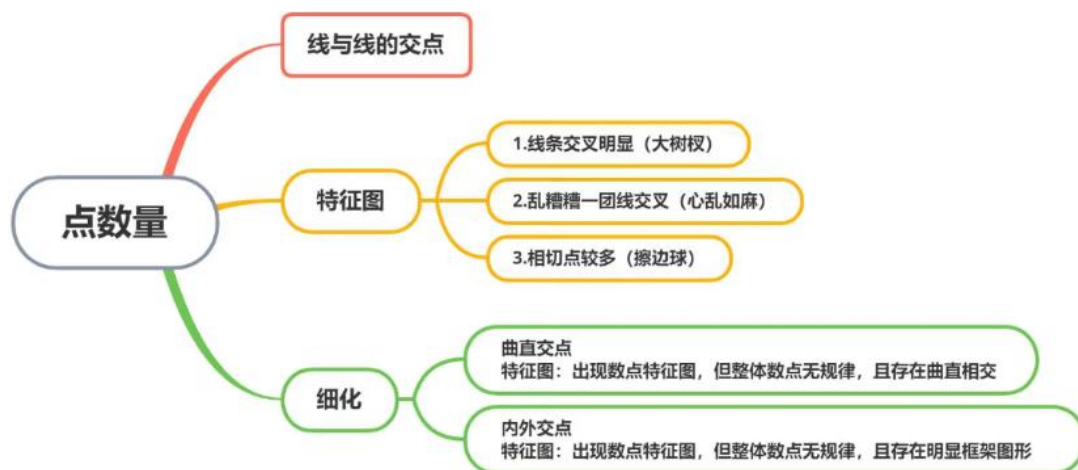 点数量
线与线的交点
特征图
1.线条交叉明显（大树杈）
2.乱糟糟一团线交叉（心乱如麻）
3.相切点较多（擦边球）
细化
曲直交点
特征图：出现数点特征图，但整体数点无规律，且存在曲直相交
内外交点
特征图：出现数点特征图，但整体数点无规律，且存在明显框架图形